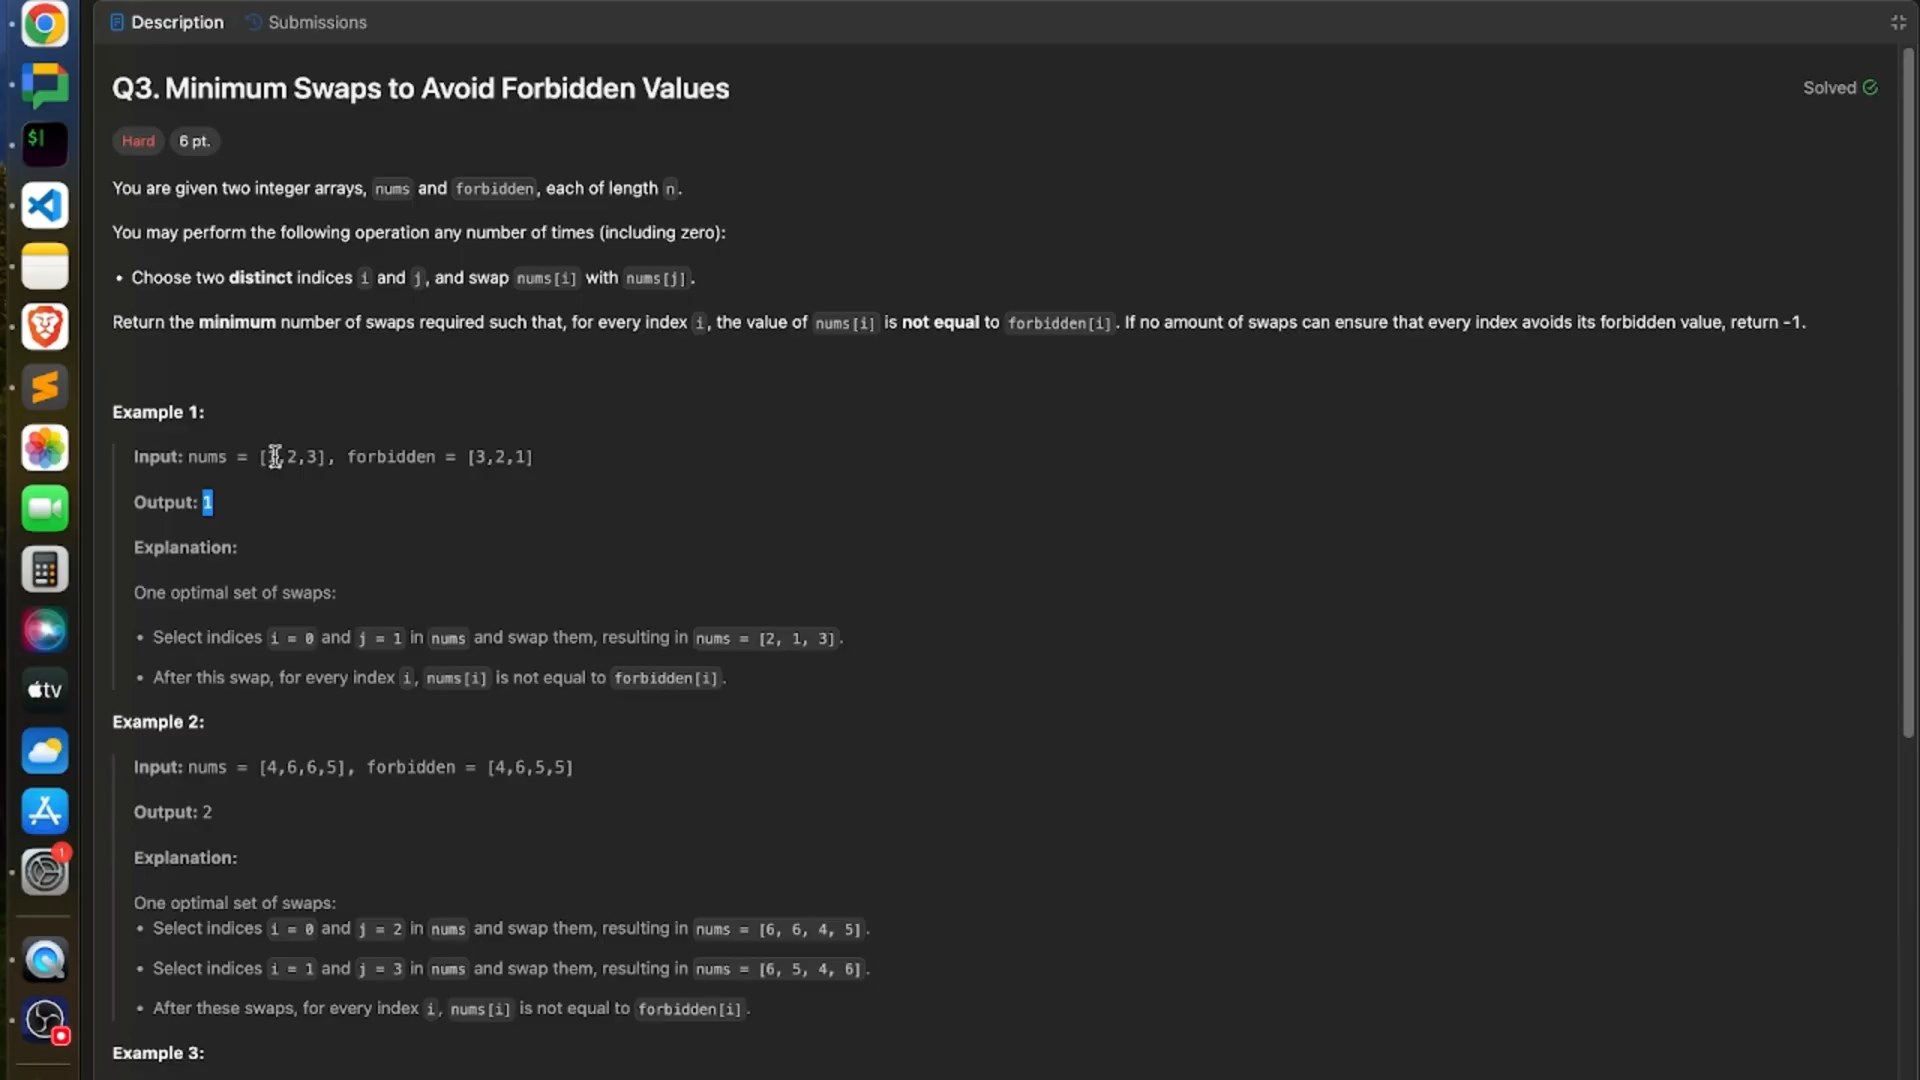 Description Submissions
Q3. Minimum Swaps to Avoid Forbidden Values
Solved
Hard 6 pt.
You are given two integer arrays, nums and forbidden, each of length n.
You may perform the following operation any number of times (including zero):
• Choose two distinct indices i and j, and swap nums[i] with nums[j].
Return the minimum number of swaps required such that, for every index i, the value of nums[i] is not equal to forbidden[i]. If no amount of swaps can ensure that every index avoids its forbidden value, return -1.
Example 1:
Input: nums = [1,2,3], forbidden = [3,2,1]
Output: 1
Explanation:
One optimal set of swaps:
• Select indices i = 0 and j = 1 in nums and swap them, resulting in nums = [2, 1, 3].
• After this swap, for every index i, nums[i] is not equal to forbidden[i].
Example 2:
Input: nums = [4,6,6,5], forbidden = [4,6,5,5]
Output: 2
Explanation:
One optimal set of swaps:
• Select indices i = 0 and j = 2 in nums and swap them, resulting in nums = [6, 6, 4, 5].
• Select indices i = 1 and j = 3 in nums and swap them, resulting in nums = [6, 5, 4, 6].
• After these swaps, for every index i, nums[i] is not equal to forbidden[i].
Example 3:
$
tv
1